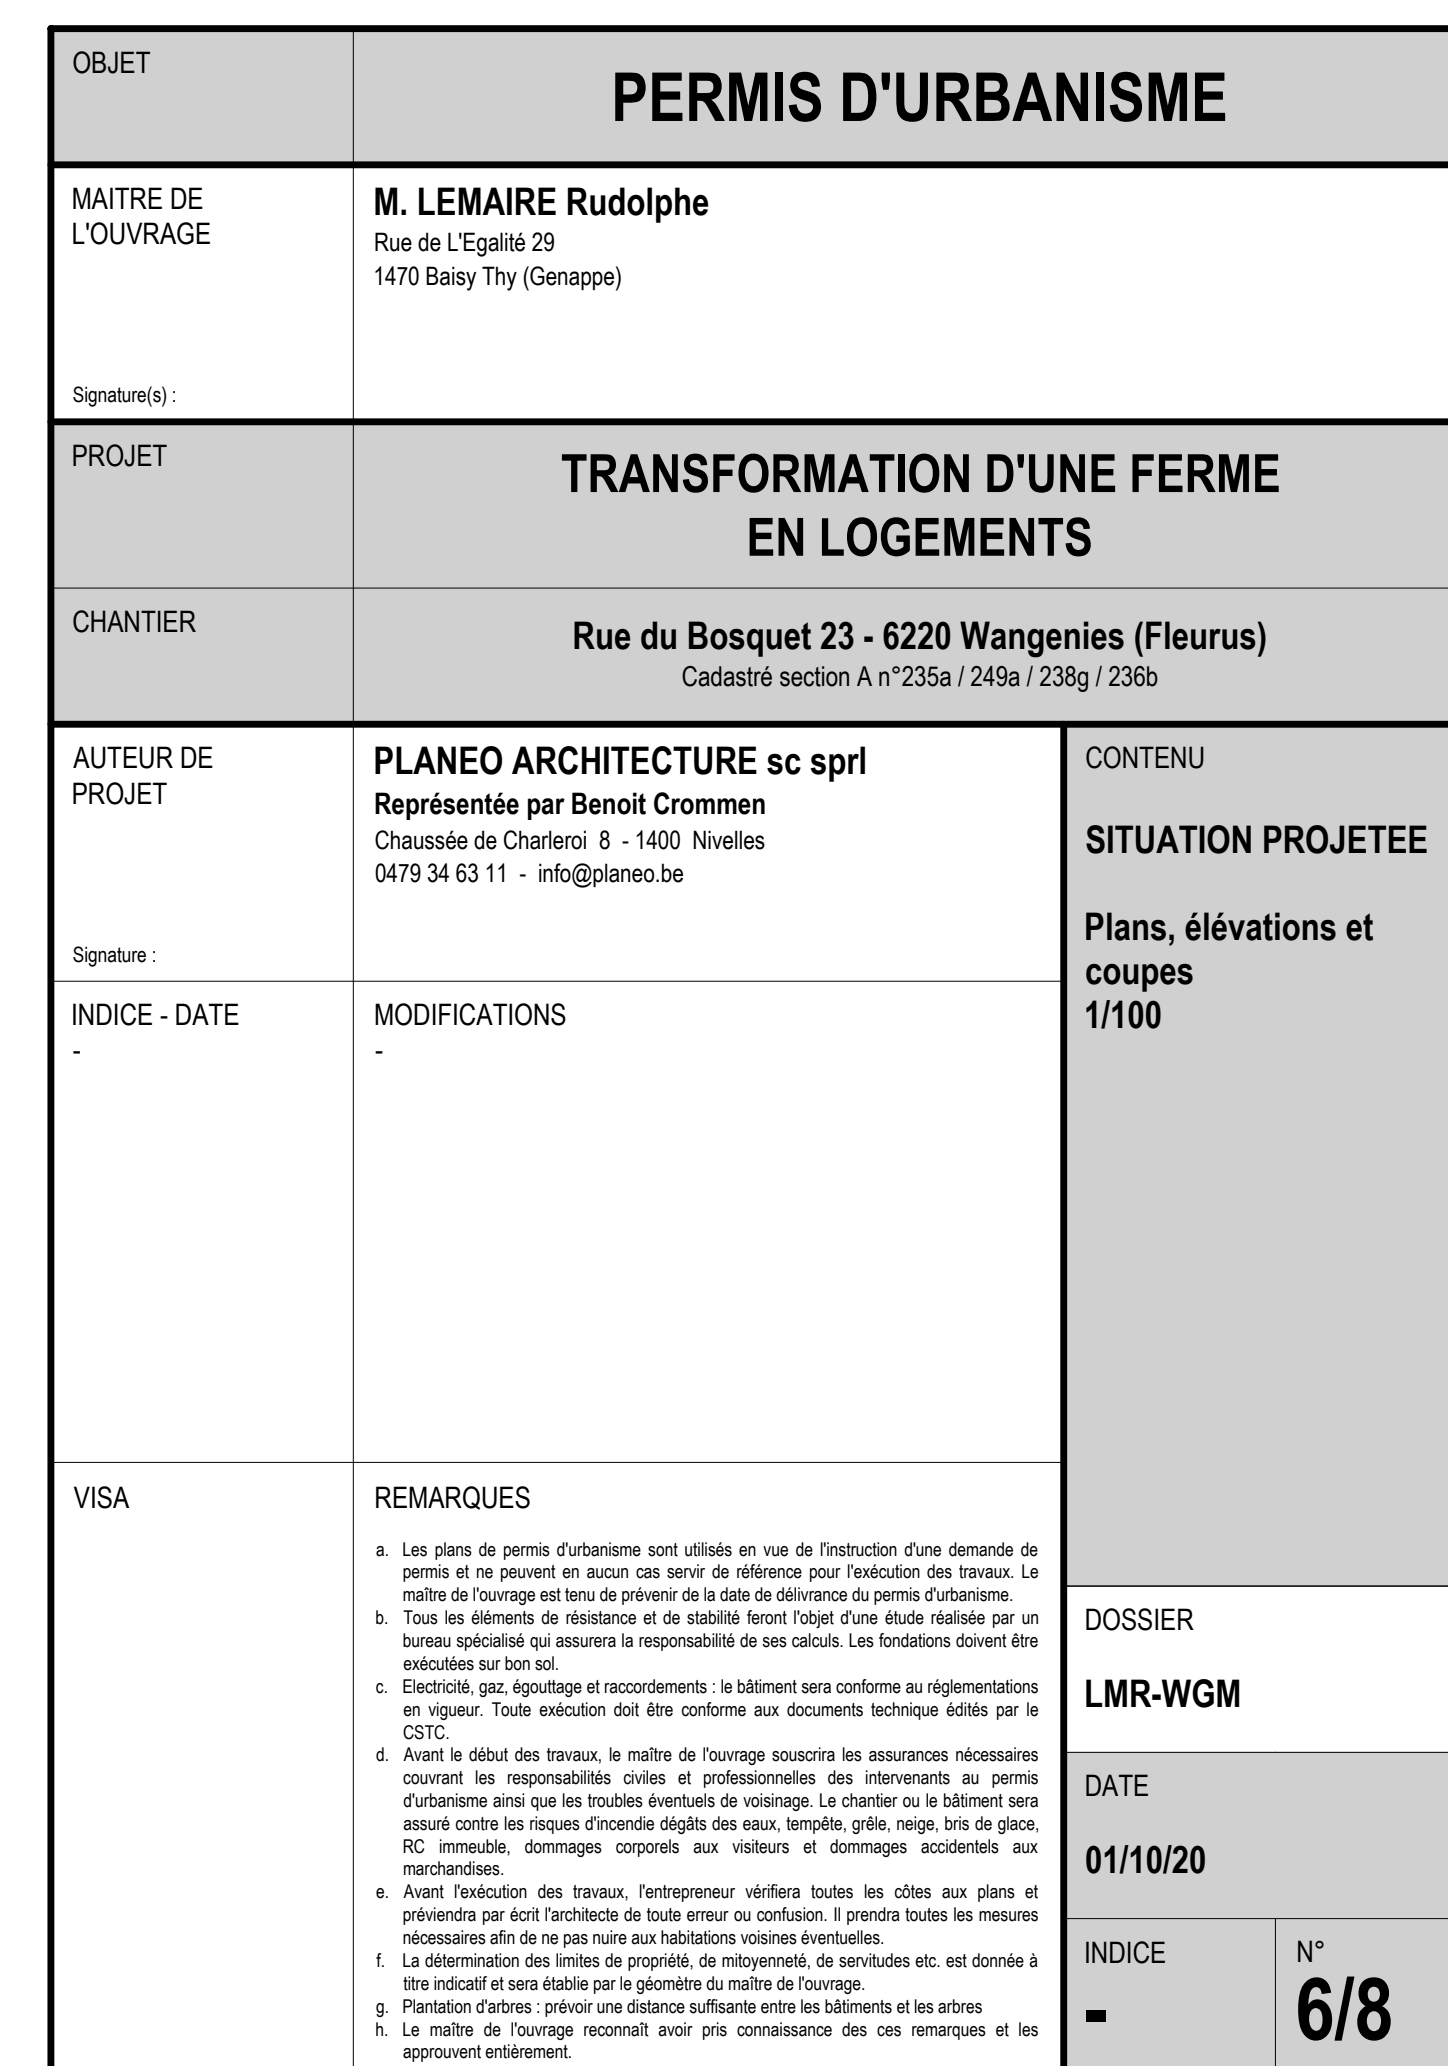 OBJET
PERMIS D'URBANISME
MAITRE DE
L'OUVRAGE
Signature(s) :
M. LEMAIRE Rudolphe
Rue de L'Egalité 29
1470 Baisy Thy (Genappe)
PROJET
TRANSFORMATION D'UNE FERME
EN LOGEMENTS
CHANTIER
Rue du Bosquet 23 - 6220 Wangenies (Fleurus)
Cadastré section A n°235a / 249a / 238g / 236b
AUTEUR DE
PROJET
Signature :
PLANEO ARCHITECTURE sc sprl
Représentée par Benoit Crommen
Chaussée de Charleroi 8 - 1400 Nivelles
0479 34 63 11 - info@planeo.be
CONTENU
SITUATION PROJETEE
Plans, élévations et
coupes
1/100
INDICE - DATE
-
MODIFICATIONS
-
VISA
REMARQUES
a. Les plans de permis d'urbanisme sont utilisés en vue de l'instruction d'une demande de
permis et ne peuvent en aucun cas servir de référence pour l'exécution des travaux. Le
maître de l'ouvrage est tenu de prévenir de la date de délivrance du permis d'urbanisme.
b. Tous les éléments de résistance et de stabilité feront l'objet d'une étude réalisée par un
bureau spécialisé qui assurera la responsabilité de ses calculs. Les fondations doivent être
exécutées sur bon sol.
c. Electricité, gaz, égouttage et raccordements : le bâtiment sera conforme au réglementations
en vigueur. Toute exécution doit être conforme aux documents technique édités par le
CSTC.
d. Avant le début des travaux, le maître de l'ouvrage souscrira les assurances nécessaires
couvrant les responsabilités civiles et professionnelles des intervenants au permis
d'urbanisme ainsi que les troubles éventuels de voisinage. Le chantier ou le bâtiment sera
assuré contre les risques d'incendie dégâts des eaux, tempête, grêle, neige, bris de glace,
RC immeuble, dommages corporels aux visiteurs et dommages accidentels aux
marchandises.
e. Avant l'exécution des travaux, l'entrepreneur vérifiera toutes les côtes aux plans et
préviendra par écrit l'architecte de toute erreur ou confusion. Il prendra toutes les mesures
nécessaires afin de ne pas nuire aux habitations voisines éventuelles.
f. La détermination des limites de propriété, de mitoyenneté, de servitudes etc. est donnée à
titre indicatif et sera établie par le géomètre du maître de l'ouvrage.
g. Plantation d'arbres : prévoir une distance suffisante entre les bâtiments et les arbres
h. Le maître de l'ouvrage reconnaît avoir pris connaissance des ces remarques et les
approuvent entièrement.
DOSSIER
LMR-WGM
DATE
01/10/20
INDICE
-
N°
6/8